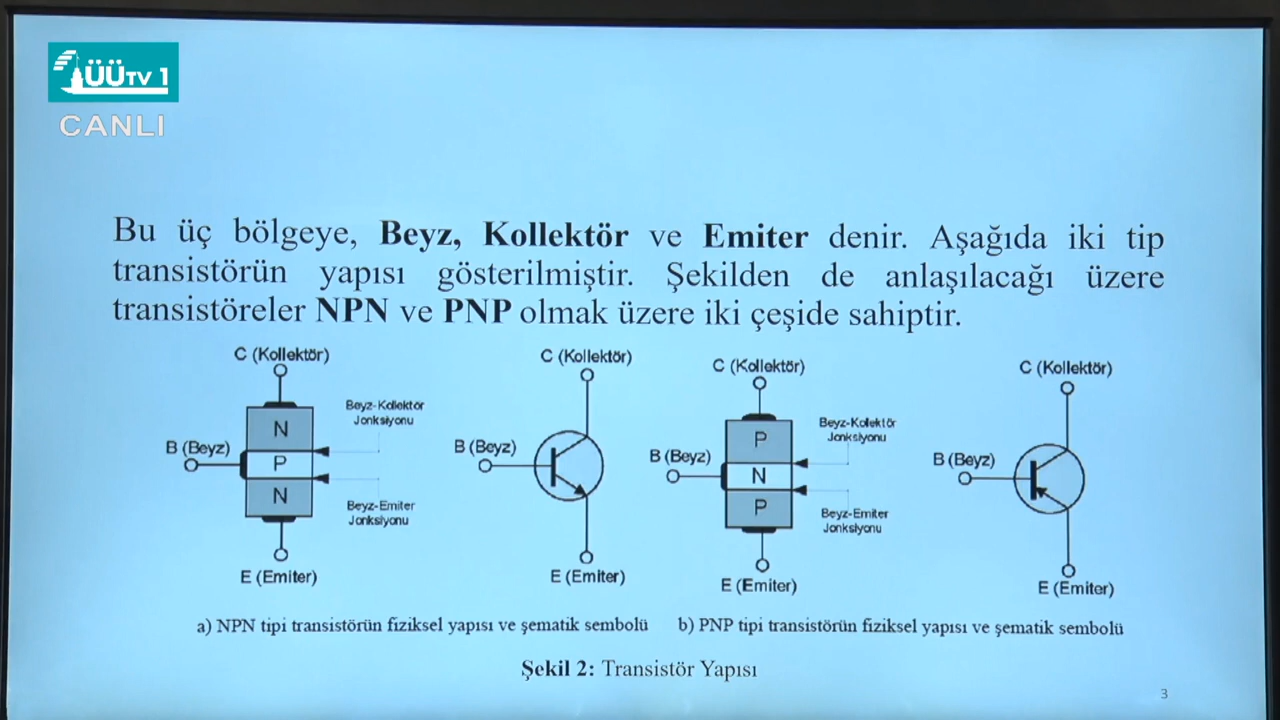 ÜÜTV 1
CANLI
Bu üç bölgeye, Beyz, Kollektör ve Emiter denir. Aşağıda iki tip
transistörün yapısı gösterilmiştir. Şekilden de anlaşılacağı üzere
transistöreler NPN ve PNP olmak üzere iki çeşide sahiptir.
C (Kollektör)
N
P
N
B (Beyz)
Beyz-Kollektör
Jonksiyonu
Beyz-Emiter
Jonksiyonu
E (Emiter)
C (Kollektör)
B (Beyz)
E (Emiter)
C (Kollektör)
P
N
P
B (Beyz)
Beyz-Kolektör
Jonksiyonu
Beyz-Emiter
Jonksiyonu
E (Emiter)
C (Kollektör)
B (Beyz)
E (Emiter)
a) NPN tipi transistörün fiziksel yapısı ve şematik sembolü
b) PNP tipi transistörün fiziksel yapısı ve şematik sembolü
Şekil 2: Transistör Yapısı
3